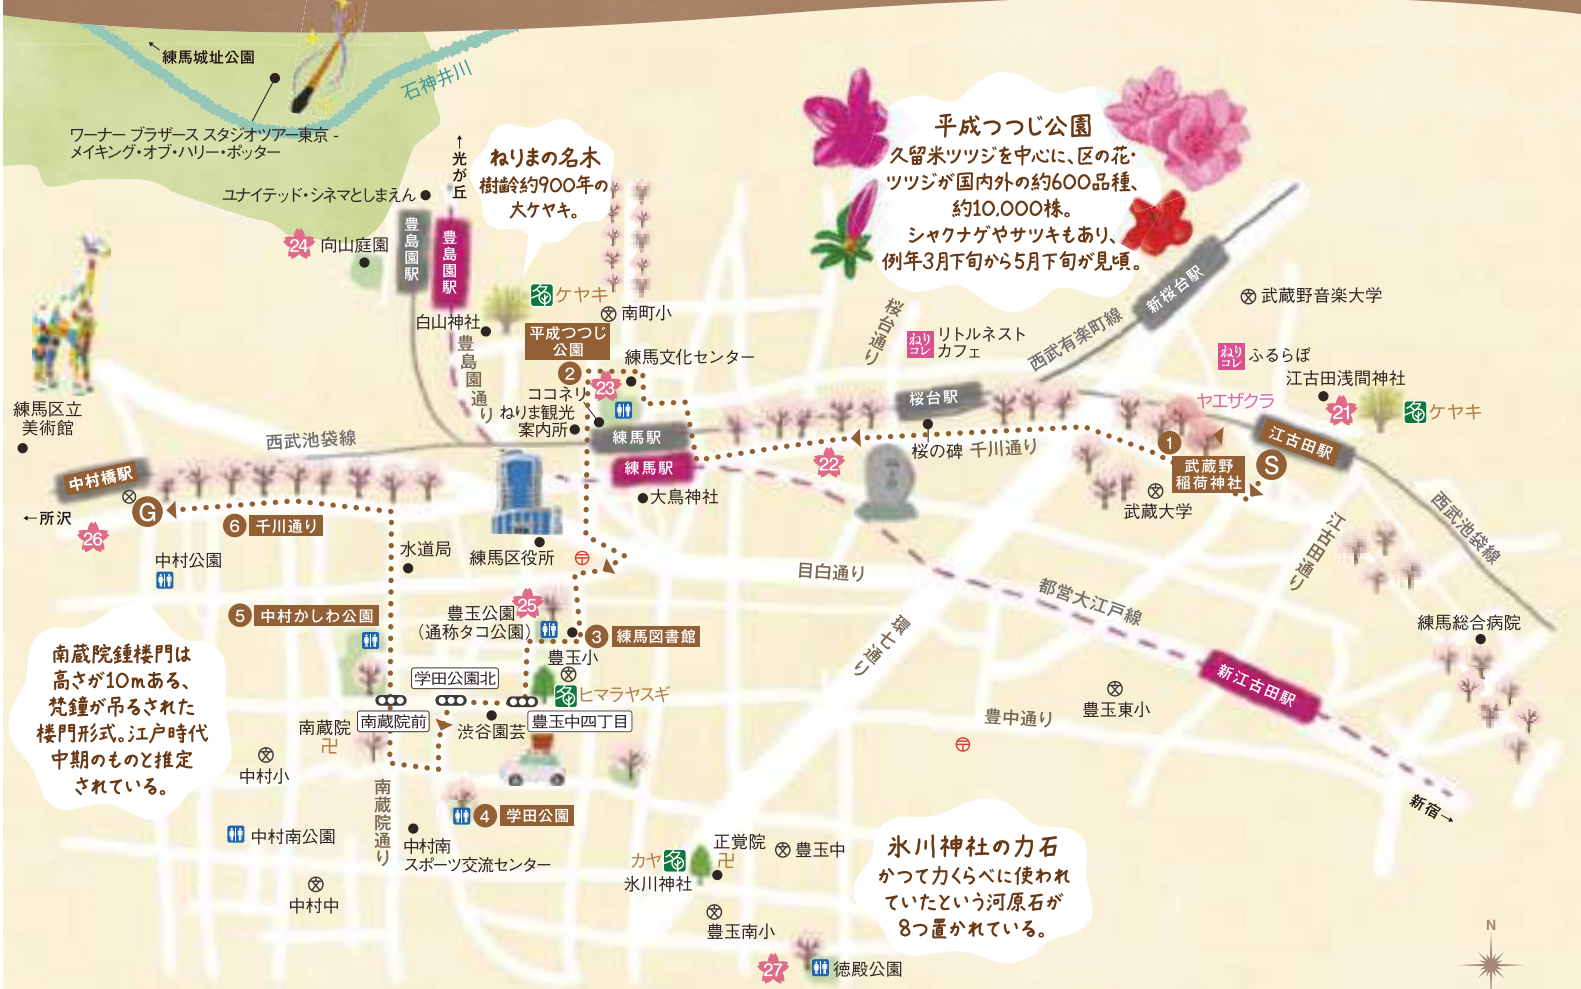 練馬城址公園
石神井川
ワーナー ブラザース スタジオツアー東京 -
メイキング・オブ・ハリー・ポッター
↑光が丘
ユナイテッド・シネマとしまえん
24
向山庭園
豊島園駅
豊島園駅
ねりまの名木
樹齢約900年の
大ケヤキ。
平成つつじ公園
久留米ツツジを中心に、区の花・
ツツジが国内外の約600品種、
約10,000株。
シャクナゲやサツキもあり、
例年3月下旬から5月下旬が見頃。
新桜台駅
文
武蔵野音楽大学
名
ケヤキ
文
南町小
白山神社
豊島園通り
平成つつじ
公園
2
23
練馬文化センター
ココネリ
ねりま観光
案内所
桜台通り
ねり
コレ
リトルネスト
カフェ
西武有楽町線
ねり
コレ
ふるらぼ
江古田浅間神社
21
名
ケヤキ
ヤエザクラ
桜台駅
練馬区立
美術館
西武池袋線
練馬駅
練馬駅
大鳥神社
22
桜の碑
千川通り
1
武蔵野
稲荷神社
S
江古田駅
文
武蔵大学
西武池袋線
江古田通り
中村橋駅
文
G
←所沢
26
6
千川通り
中村公園
水道局
練馬区役所
〒
目白通り
都営大江戸線
環七通り
練馬総合病院
5
中村かしわ公園
豊玉公園
(通称タコ公園)
25
3
練馬図書館
豊玉小
文
名
ヒマラヤスギ
学田公園北
南蔵院前
渋谷園芸
豊玉中四丁目
新江古田駅
文
豊玉東小
豊中通り
〒
新宿→
南蔵院鍾楼門は
高さが10mある、
梵鐘が吊るされた
楼門形式。江戸時代
中期のものと推定
されている。
南蔵院
卍
文
中村小
南蔵院通り
4
学田公園
中村南公園
中村南
スポーツ交流センター
文
中村中
カヤ
名
氷川神社
正覚院
卍
文
豊玉中
文
豊玉南小
27
徳殿公園
氷川神社の力石
かつて力くらべに使われ
ていたという河原石が
8つ置かれている。
N